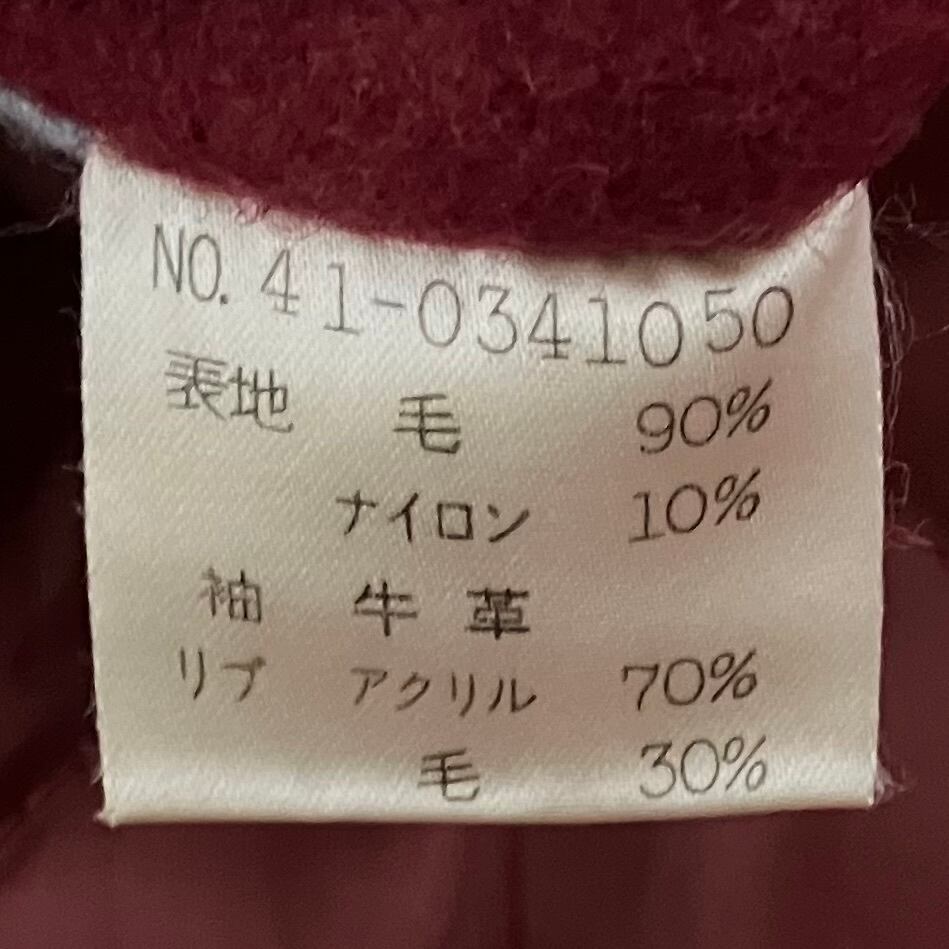 NO. 41-0341050
表地 毛 90%
ナイロン 10%
袖 牛 革
リブ アクリル 70%
毛 30%